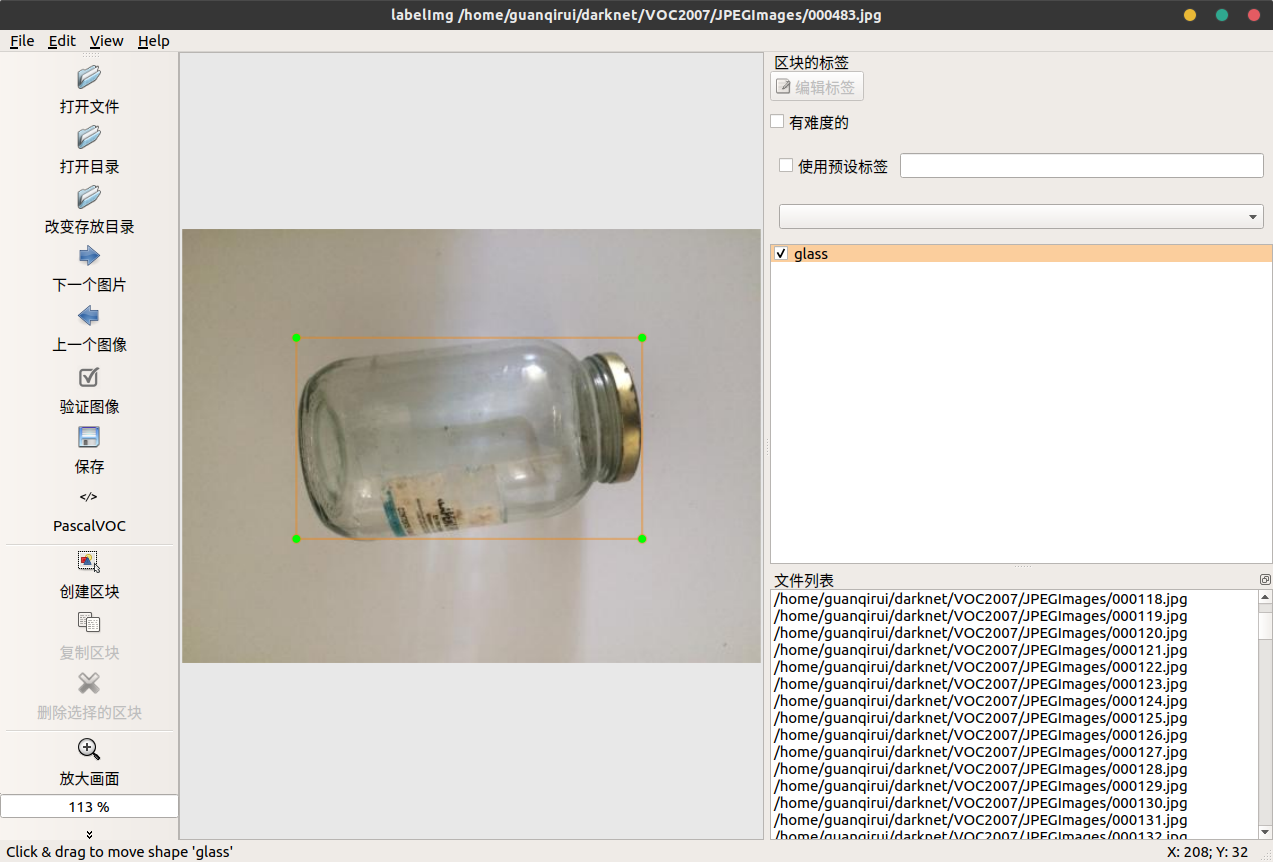 labelImg /home/guanqirui/darknet/VOC2007/JPEGImages/000483.jpg
File Edit View Help
打开文件
打开目录
改变存放目录
下一个图片
上一个图像
验证图像
保存
</>
PascalVOC
创建区块
复制区块
删除选择的区块
放大画面
113 %
区块的标签
编辑标签
有难度的
使用预设标签
glass
文件列表
/home/guanqirui/darknet/VOC2007/JPEGImages/000118.jpg
/home/guanqirui/darknet/VOC2007/JPEGImages/000119.jpg
/home/guanqirui/darknet/VOC2007/JPEGImages/000120.jpg
/home/guanqirui/darknet/VOC2007/JPEGImages/000121.jpg
/home/guanqirui/darknet/VOC2007/JPEGImages/000122.jpg
/home/guanqirui/darknet/VOC2007/JPEGImages/000123.jpg
/home/guanqirui/darknet/VOC2007/JPEGImages/000124.jpg
/home/guanqirui/darknet/VOC2007/JPEGImages/000125.jpg
/home/guanqirui/darknet/VOC2007/JPEGImages/000126.jpg
/home/guanqirui/darknet/VOC2007/JPEGImages/000127.jpg
/home/guanqirui/darknet/VOC2007/JPEGImages/000128.jpg
/home/guanqirui/darknet/VOC2007/JPEGImages/000129.jpg
/home/guanqirui/darknet/VOC2007/JPEGImages/000130.jpg
/home/guanqirui/darknet/VOC2007/JPEGImages/000131.jpg
/home/guanqirui/darknet/VOC2007/JPEGImages/000132.jpg
Click & drag to move shape 'glass'
X: 208; Y: 32